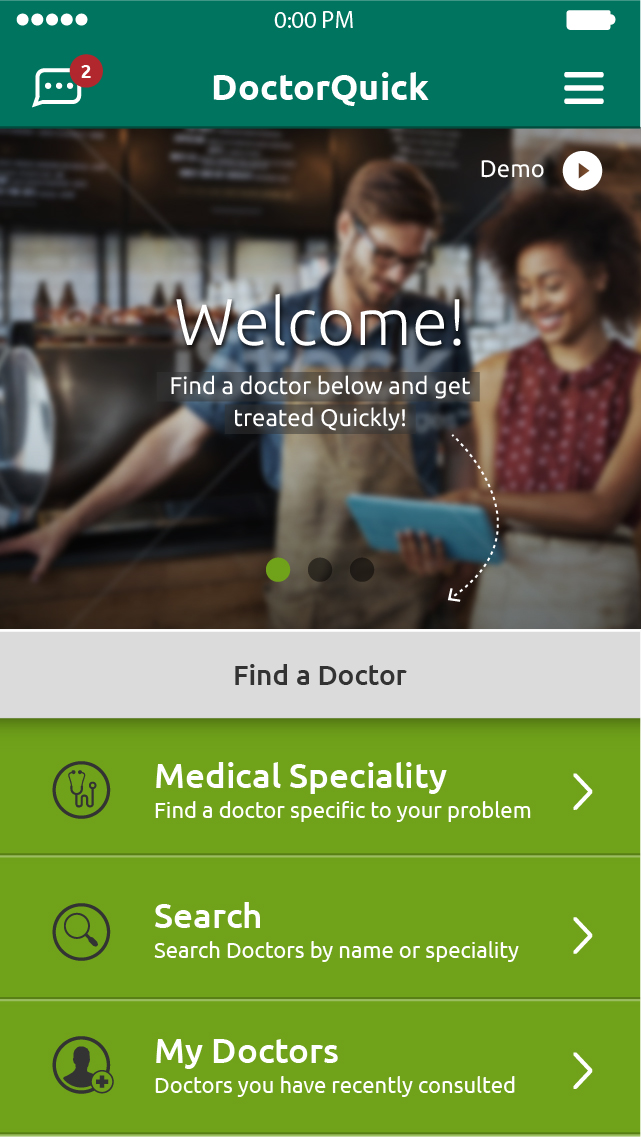 0:00 PM
2
DoctorQuick
Demo
Welcome!
Find a doctor below and get
treated Quickly!
Find a Doctor
Medical Speciality
Find a doctor specific to your problem
Search
Search Doctors by name or speciality
My Doctors
Doctors you have recently consulted